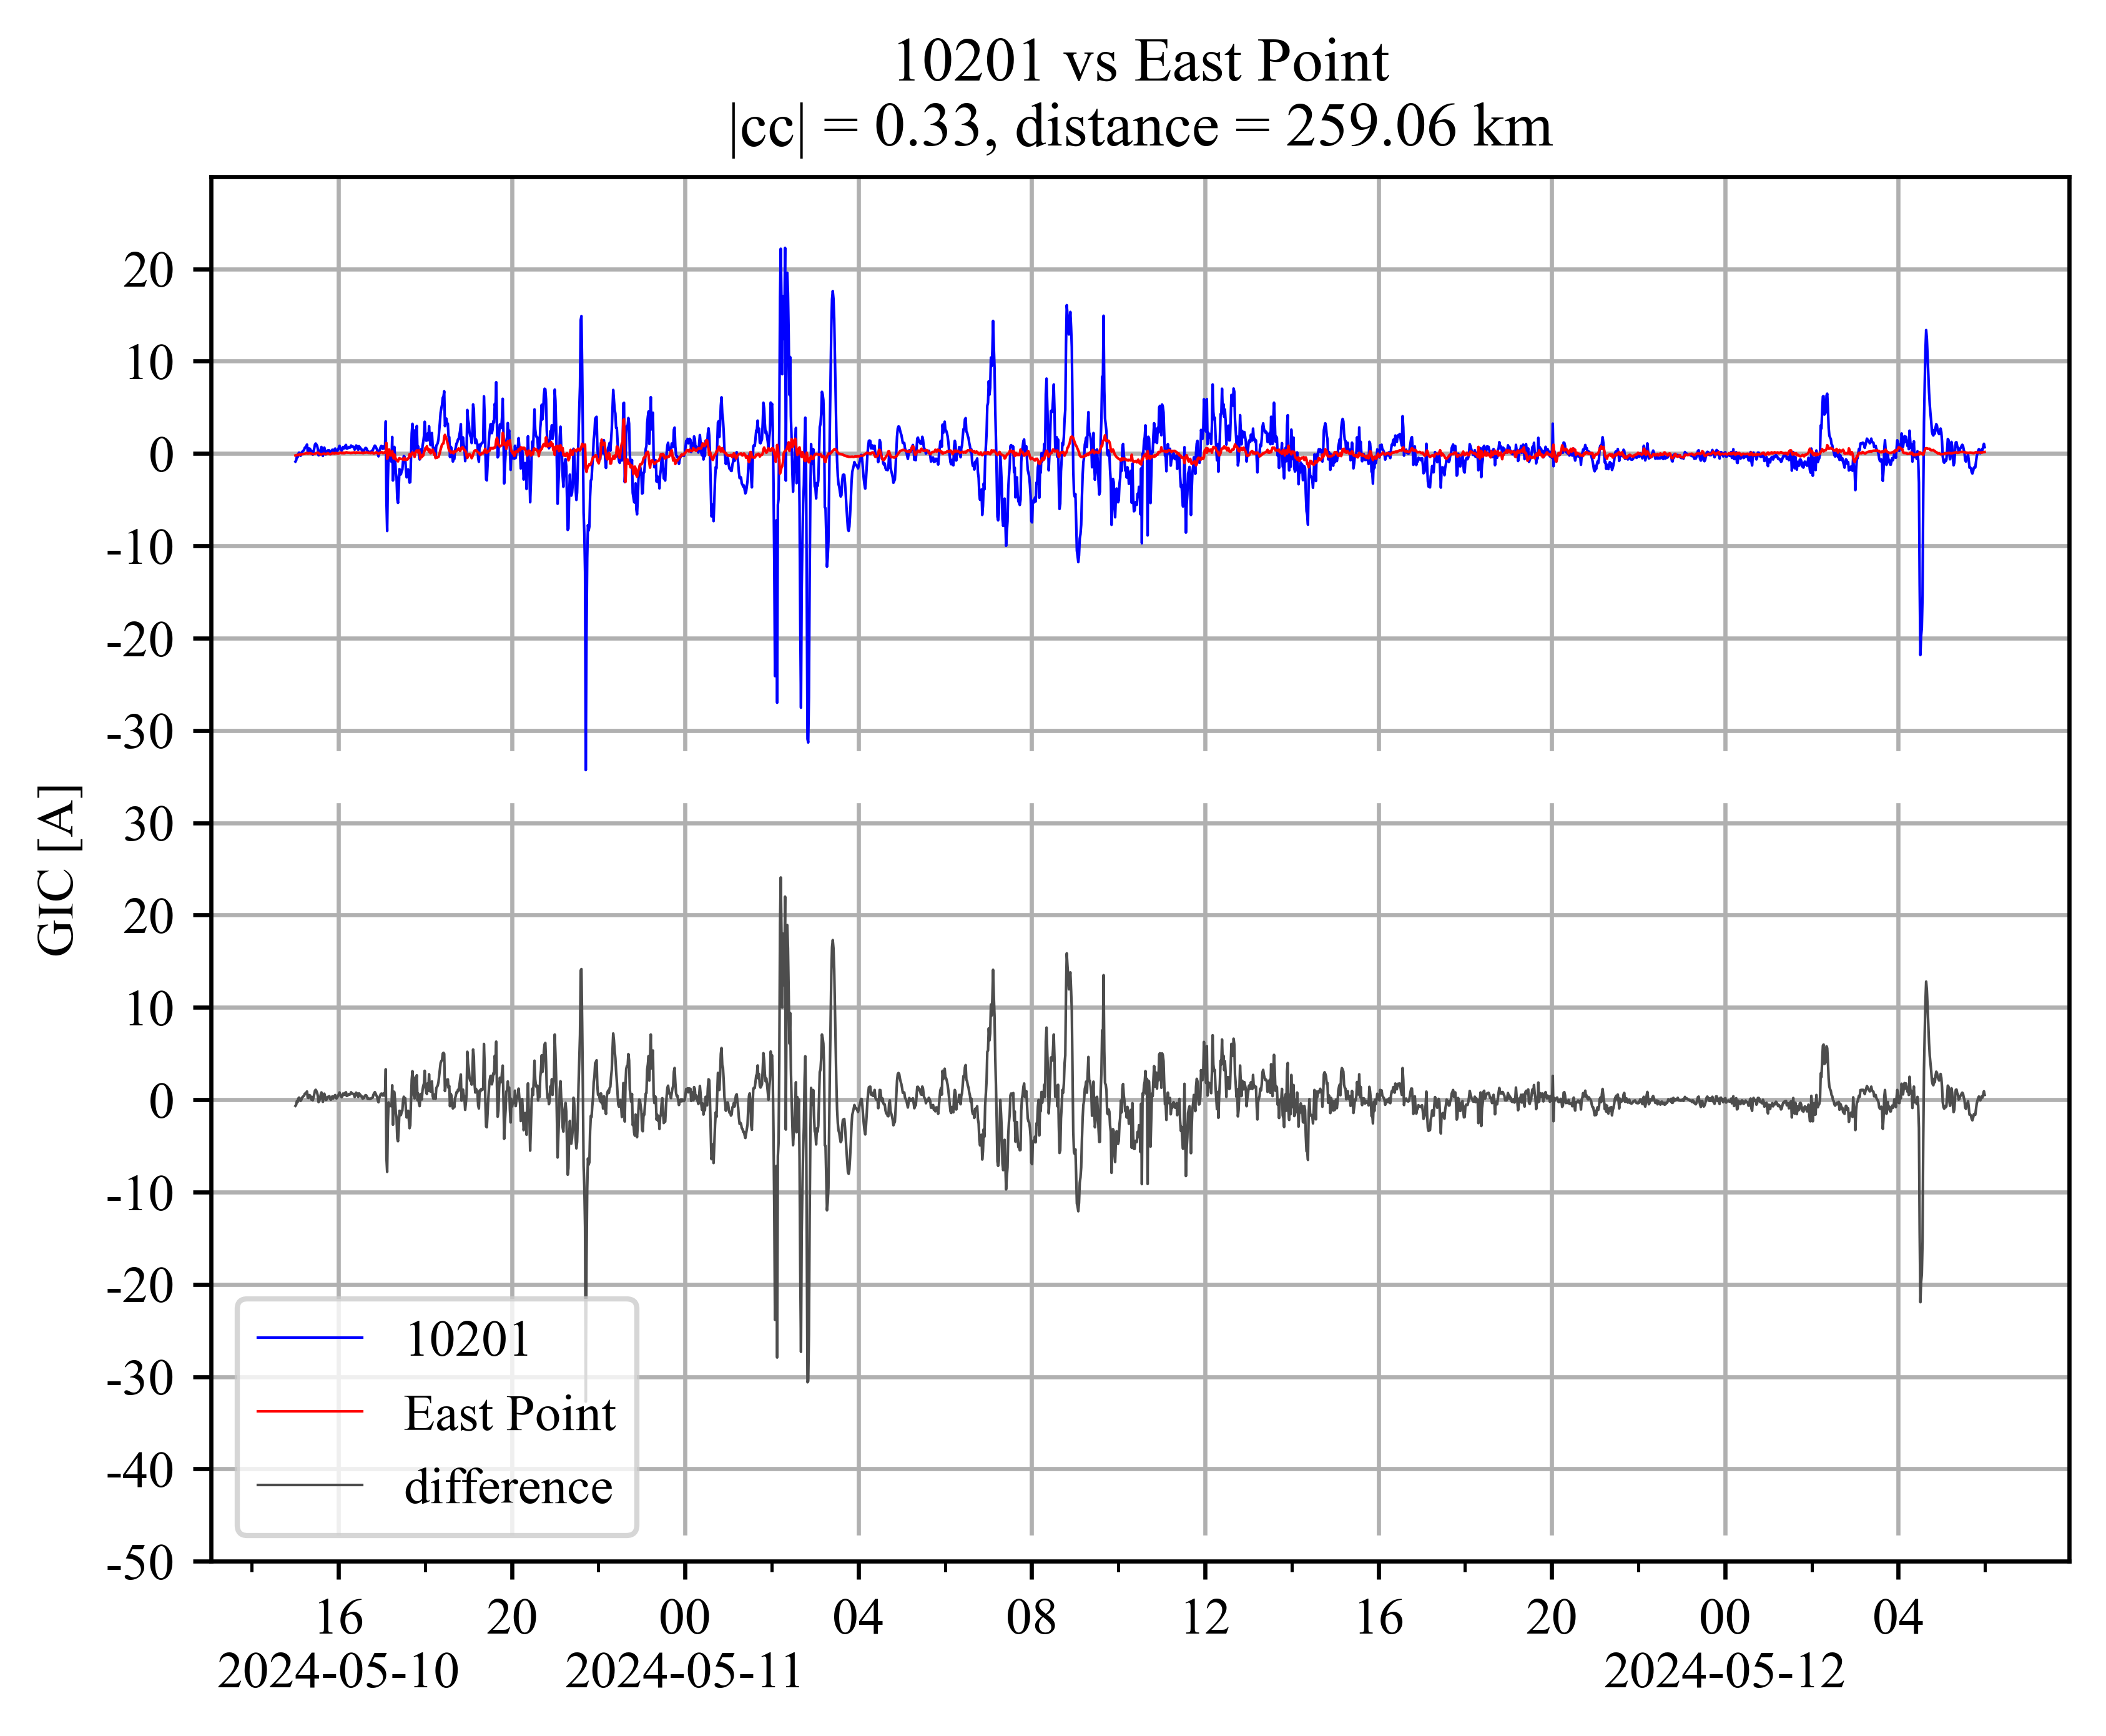 10201 vs East Point
|cc| = 0.33, distance = 259.06 km
GIC [A]
20
10
0
-10
-20
-30
30
20
10
0
-10
-20
-30
-40
-50
10201
East Point
difference
16 20 00 04 08 12 16 20 00 04
2024-05-10 2024-05-11 2024-05-12